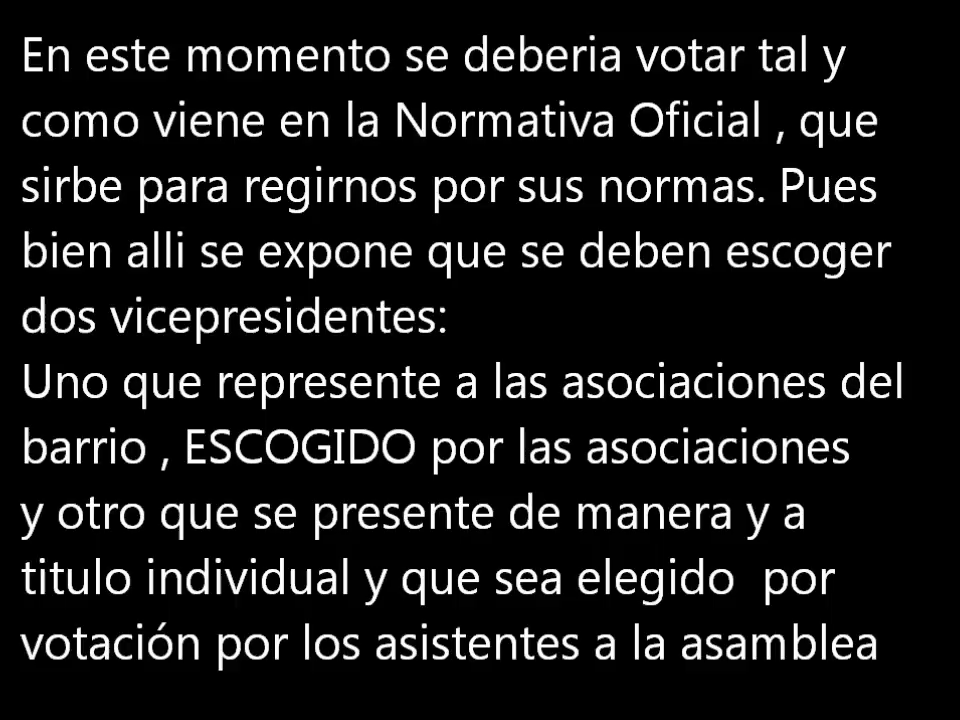 En este momento se deberia votar tal y
como viene en la Normativa Oficial , que
sirbe para regirnos por sus normas. Pues
bien alli se expone que se deben escoger
dos vicepresidentes:
Uno que represente a las asociaciones del
barrio , ESCOGIDO por las asociaciones
y otro que se presente de manera y a
titulo individual y que sea elegido  por
votación por los asistentes a la asamblea